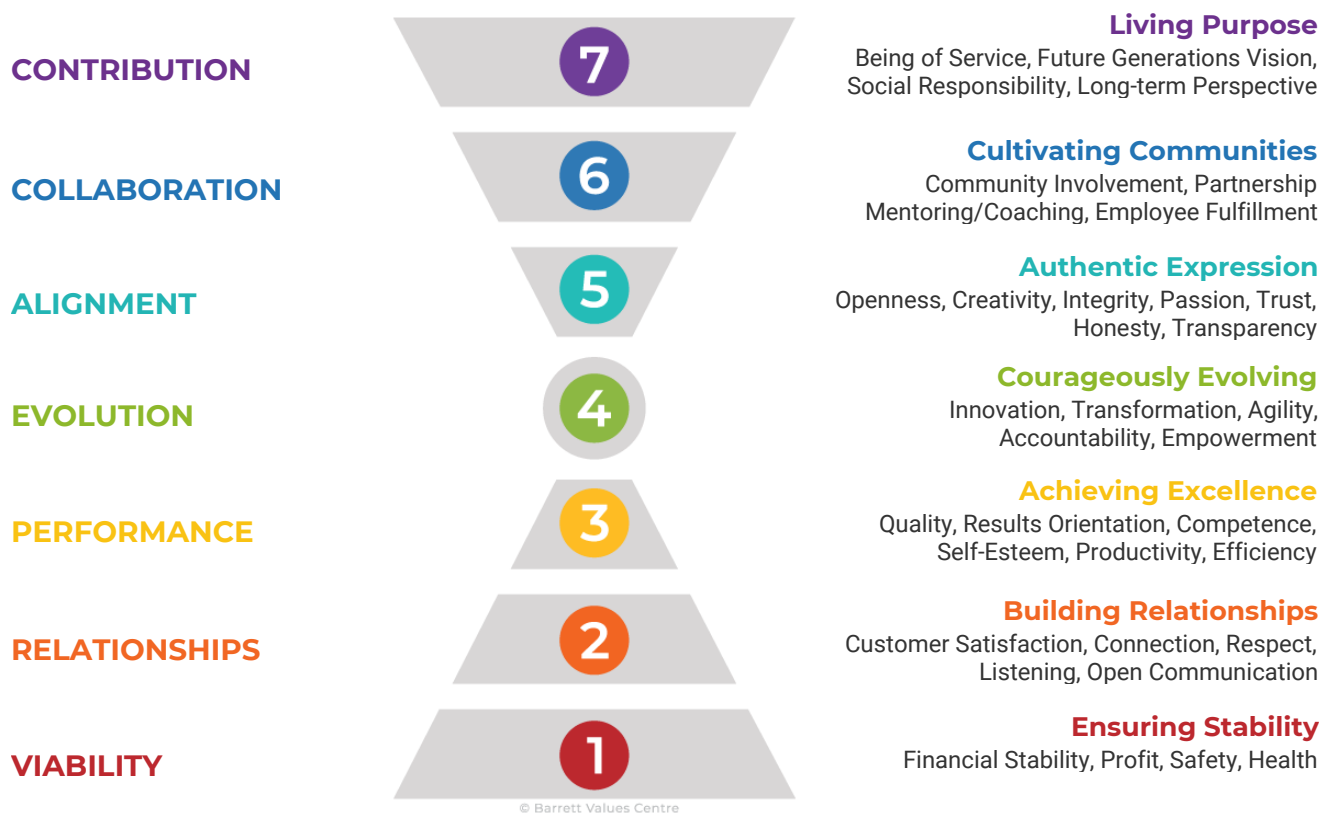 CONTRIBUTION
7
Living Purpose
Being of Service, Future Generations Vision,
Social Responsibility, Long-term Perspective
COLLABORATION
6
Cultivating Communities
Community Involvement, Partnership
Mentoring/Coaching, Employee Fulfillment
ALIGNMENT
5
Authentic Expression
Openness, Creativity, Integrity, Passion, Trust,
Honesty, Transparency
EVOLUTION
4
Courageously Evolving
Innovation, Transformation, Agility,
Accountability, Empowerment
PERFORMANCE
3
Achieving Excellence
Quality, Results Orientation, Competence,
Self-Esteem, Productivity, Efficiency
RELATIONSHIPS
2
Building Relationships
Customer Satisfaction, Connection, Respect,
Listening, Open Communication
VIABILITY
1
Ensuring Stability
Financial Stability, Profit, Safety, Health
© Barrett Values Centre